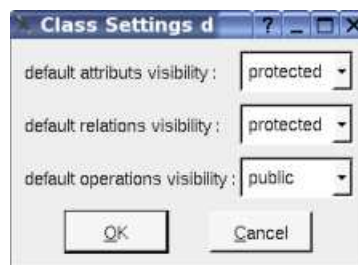 Class Settings d
default attributs visibility : protected
default relations visibility : protected
default operations visibility : public
OK Cancel